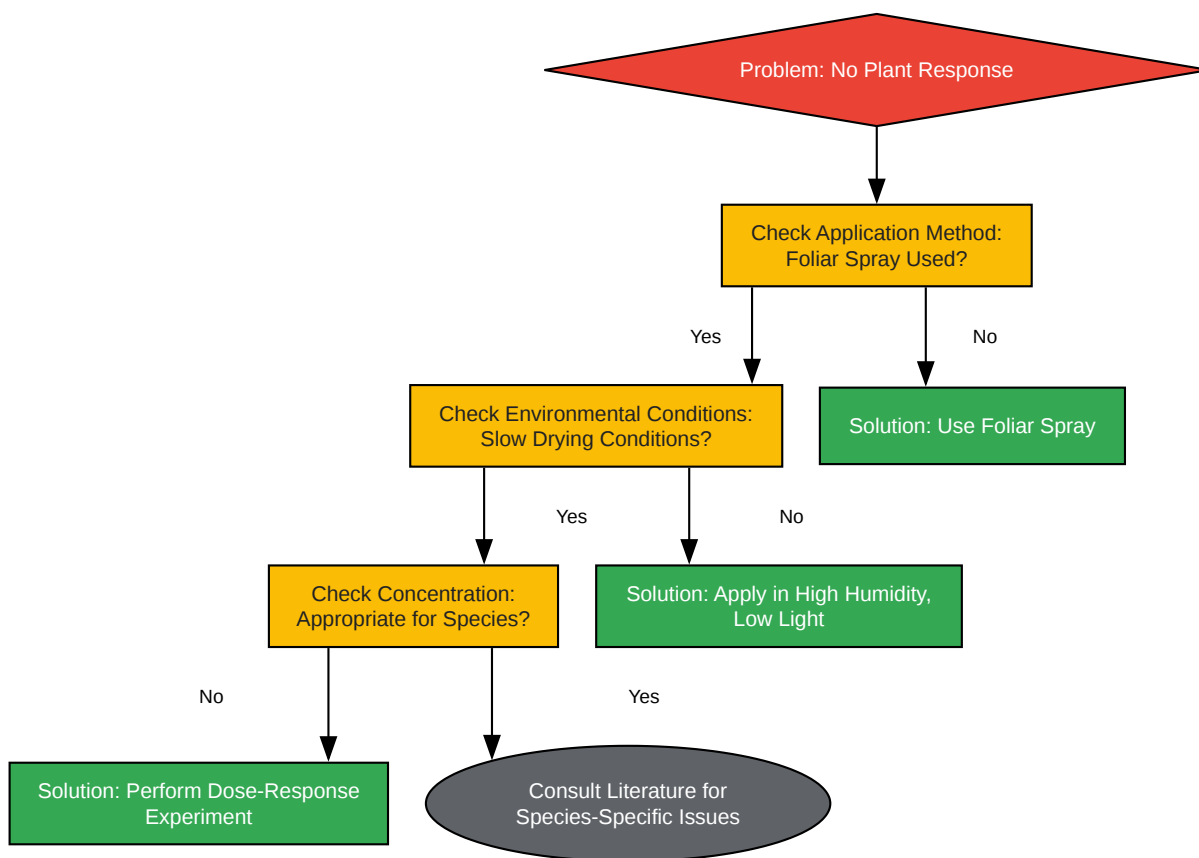 Problem: No Plant Response
Check Application Method:
Foliar Spray Used?
Yes
No
Check Environmental Conditions:
Slow Drying Conditions?
Solution: Use Foliar Spray
Yes
No
Check Concentration:
Appropriate for Species?
Solution: Apply in High Humidity,
Low Light
No
Yes
Solution: Perform Dose-Response
Experiment
Consult Literature for
Species-Specific Issues